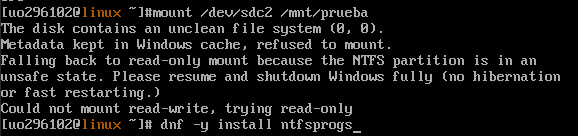 [uo296102@linux ~]#mount /dev/sdc2 /mnt/prueba
The disk contains an unclean file system (0, 0).
Metadata kept in Windows cache, refused to mount.
Falling back to read-only mount because the NTFS partition is in an
unsafe state. Please resume and shutdown Windows fully (no hibernation
or fast restarting.)
Could not mount read-write, trying read-only
[uo296102@linux ~]# dnf -y install ntfsprogs_